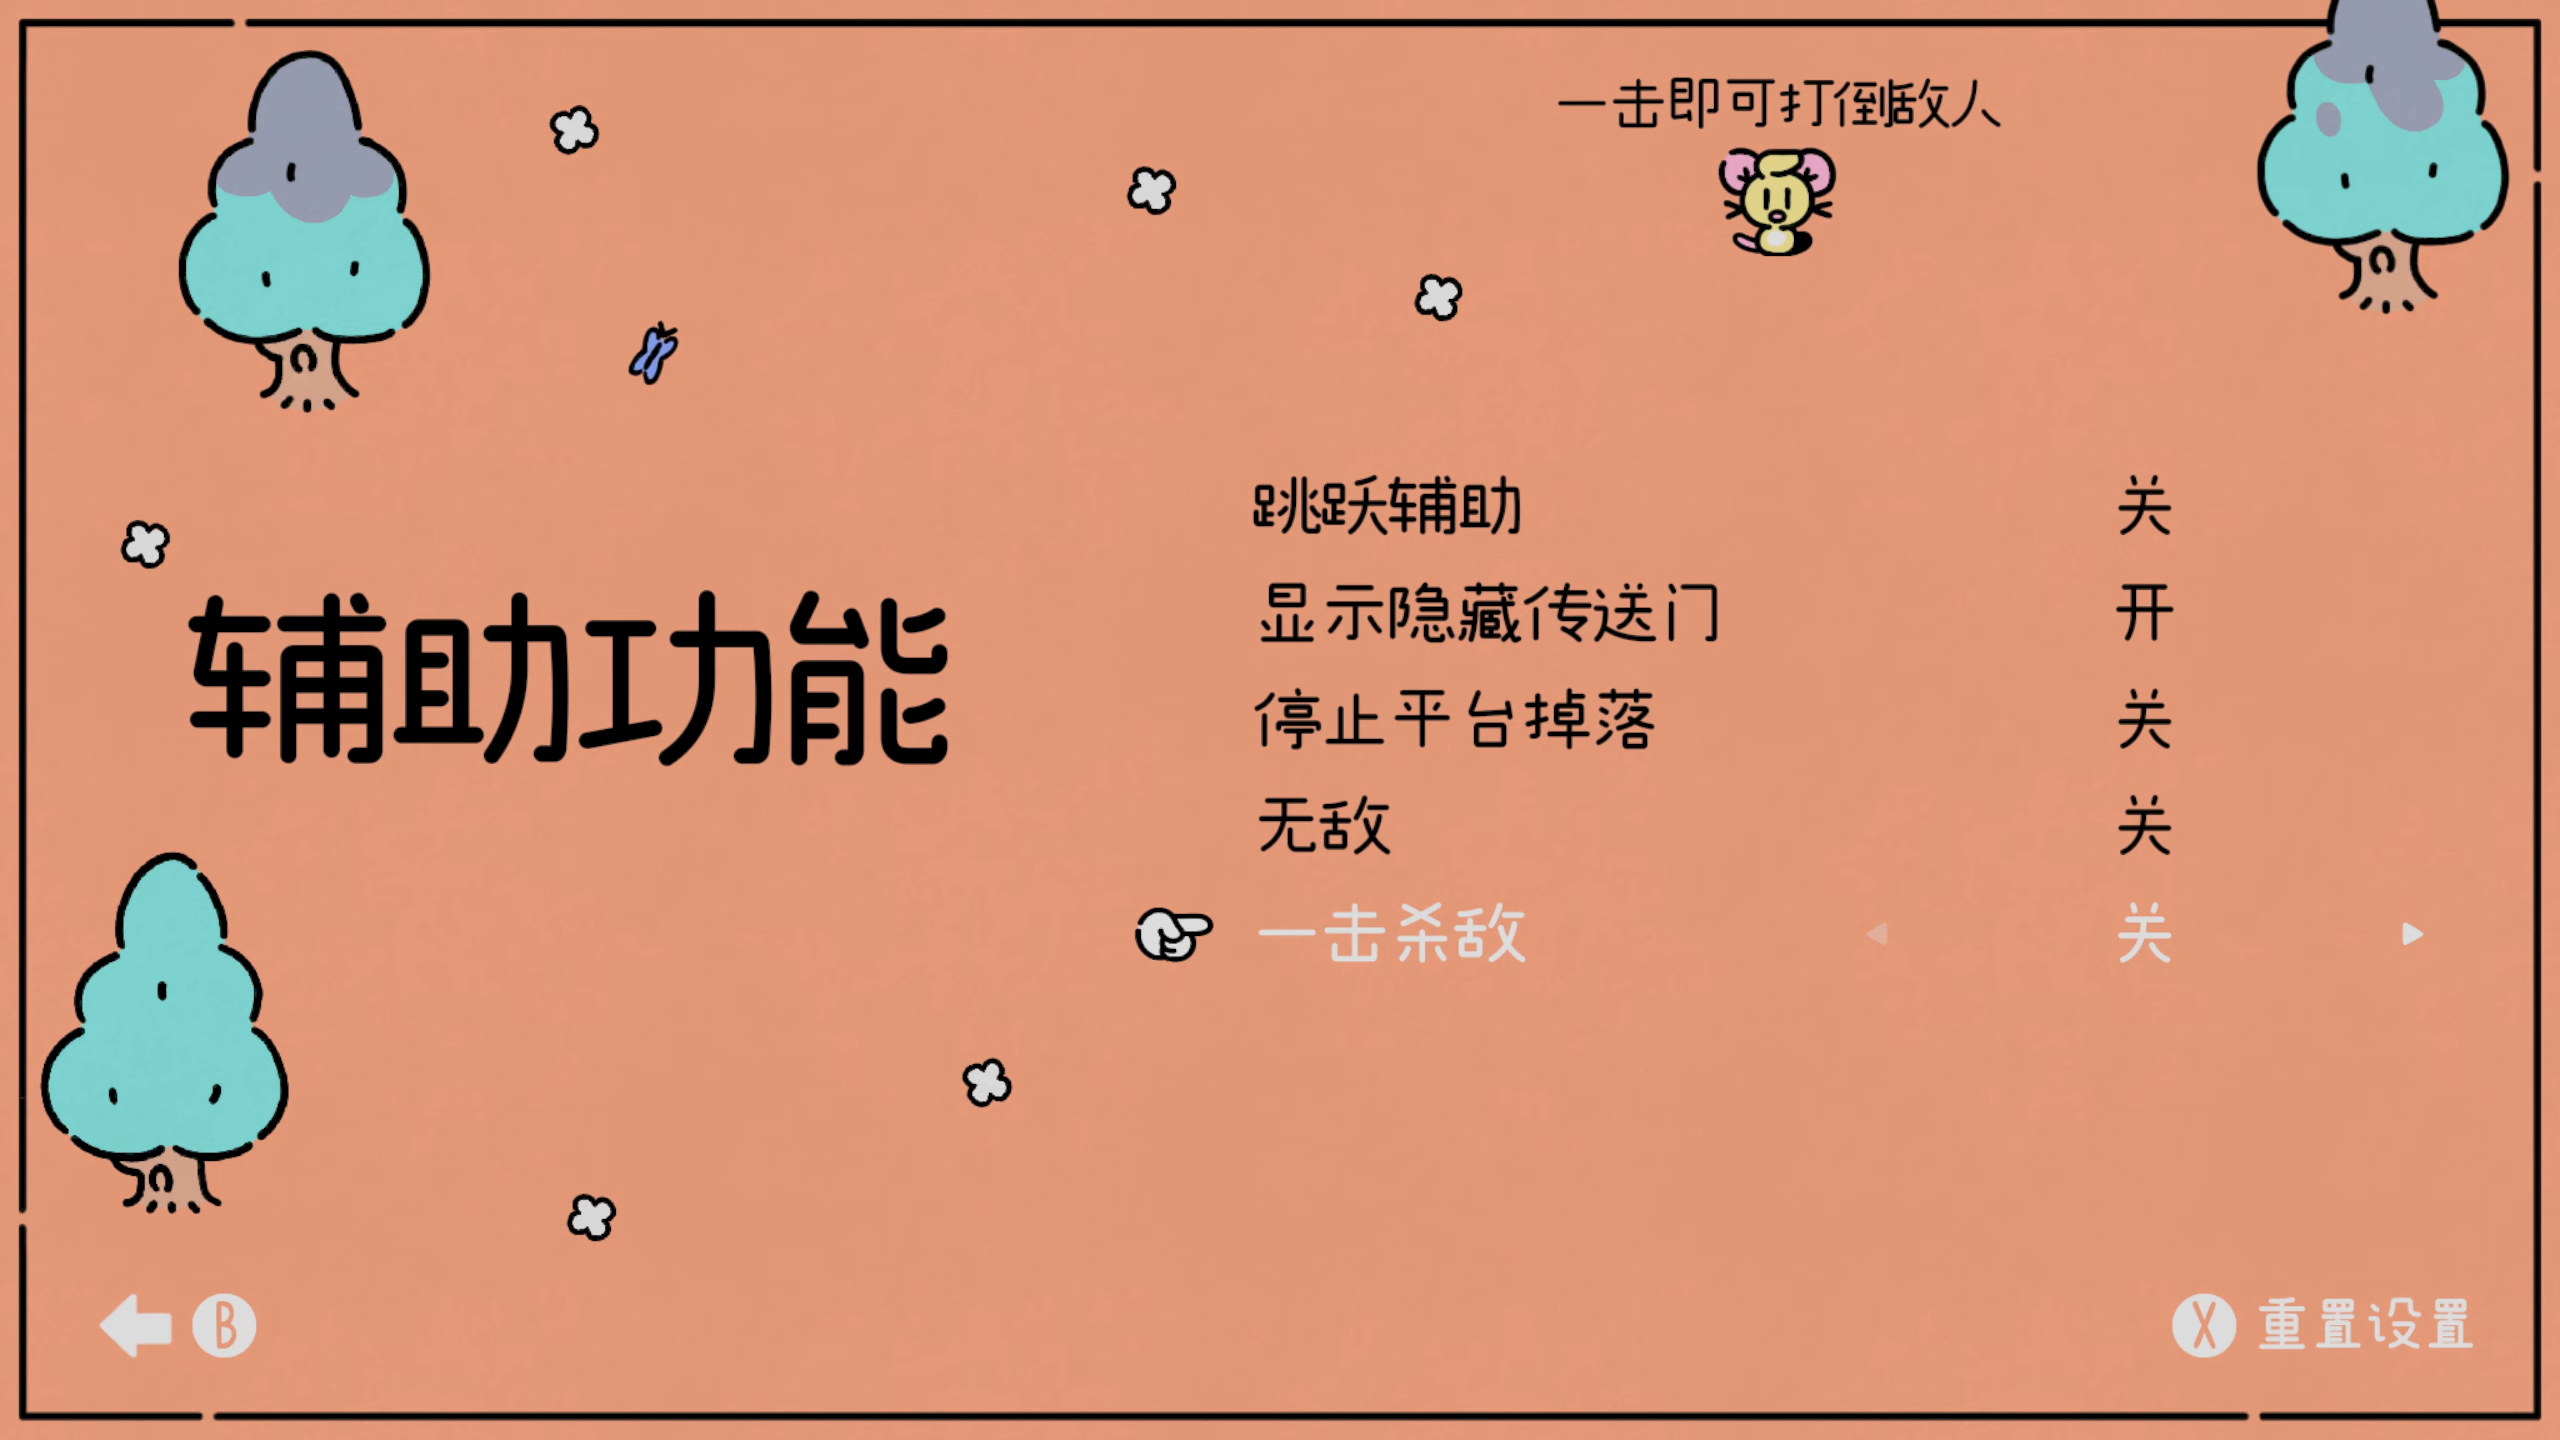 一击即可打倒敌人
辅助功能
跳跃辅助 关
显示隐藏传送门 开
停止平台掉落 关
无敌 关
一击杀敌 关
B
X 重置设置